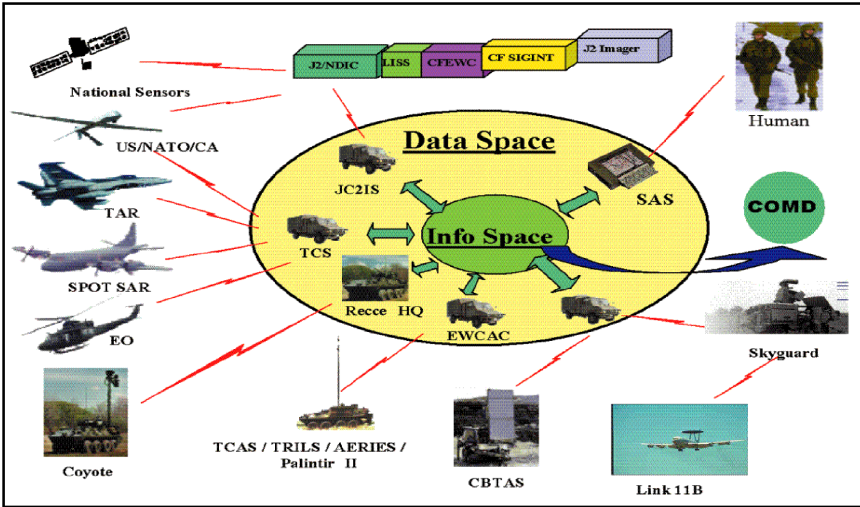 J2/NDIC
LISS
CFEWC
CF SIGINT
J2 Imager
National Sensors
Human
US/NATO/CA
Data Space
JC2IS
SAS
TAR
COMD
Info Space
TCS
SPOT SAR
Recce HQ
EWCAC
EO
Skyguard
Coyote
TCAS / TRILS / AERIES /
Palintir II
CBTAS
Link 11B